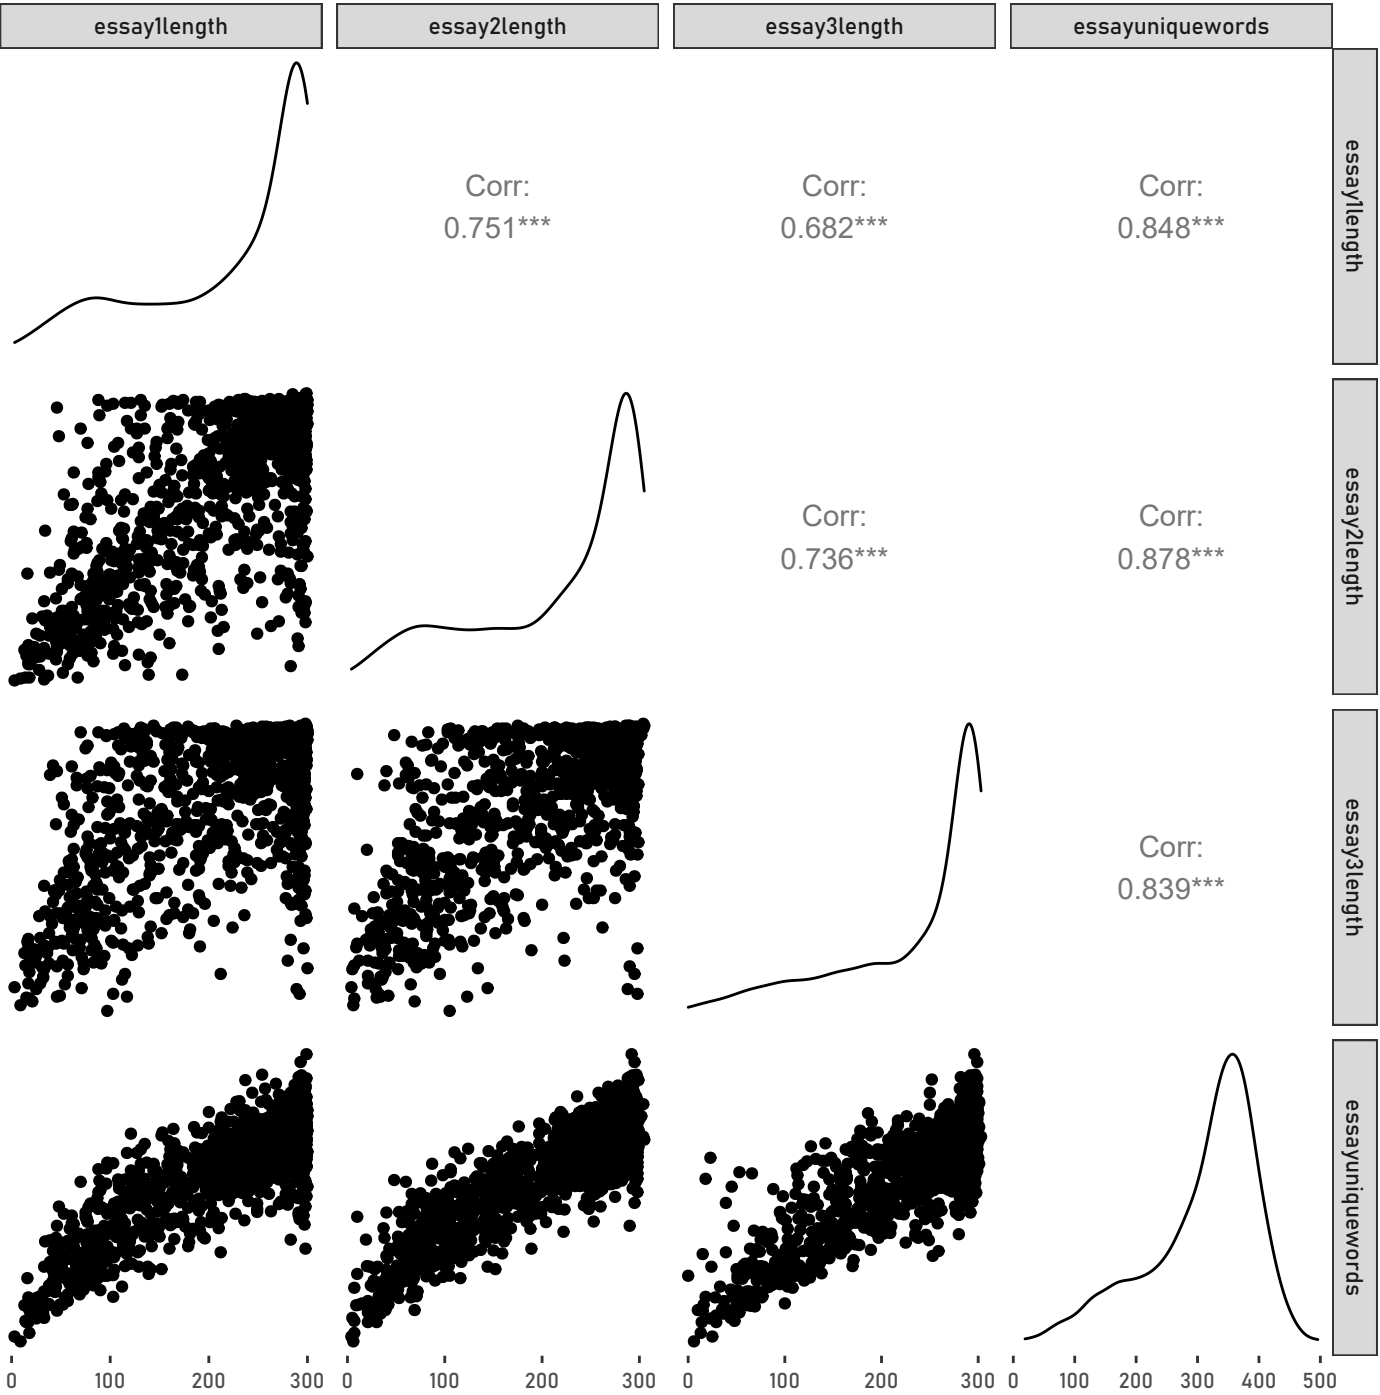 essay1length essay2length essay3length essayuniquewords
Corr:
0.751***
Corr:
0.682***
Corr:
0.848***
essay1length
Corr:
0.736***
Corr:
0.878***
essay2length
Corr:
0.839***
essay3length
essayuniquewords
0 100 200 300 0 100 200 300 0 100 200 300 0 100 200 300 400 500